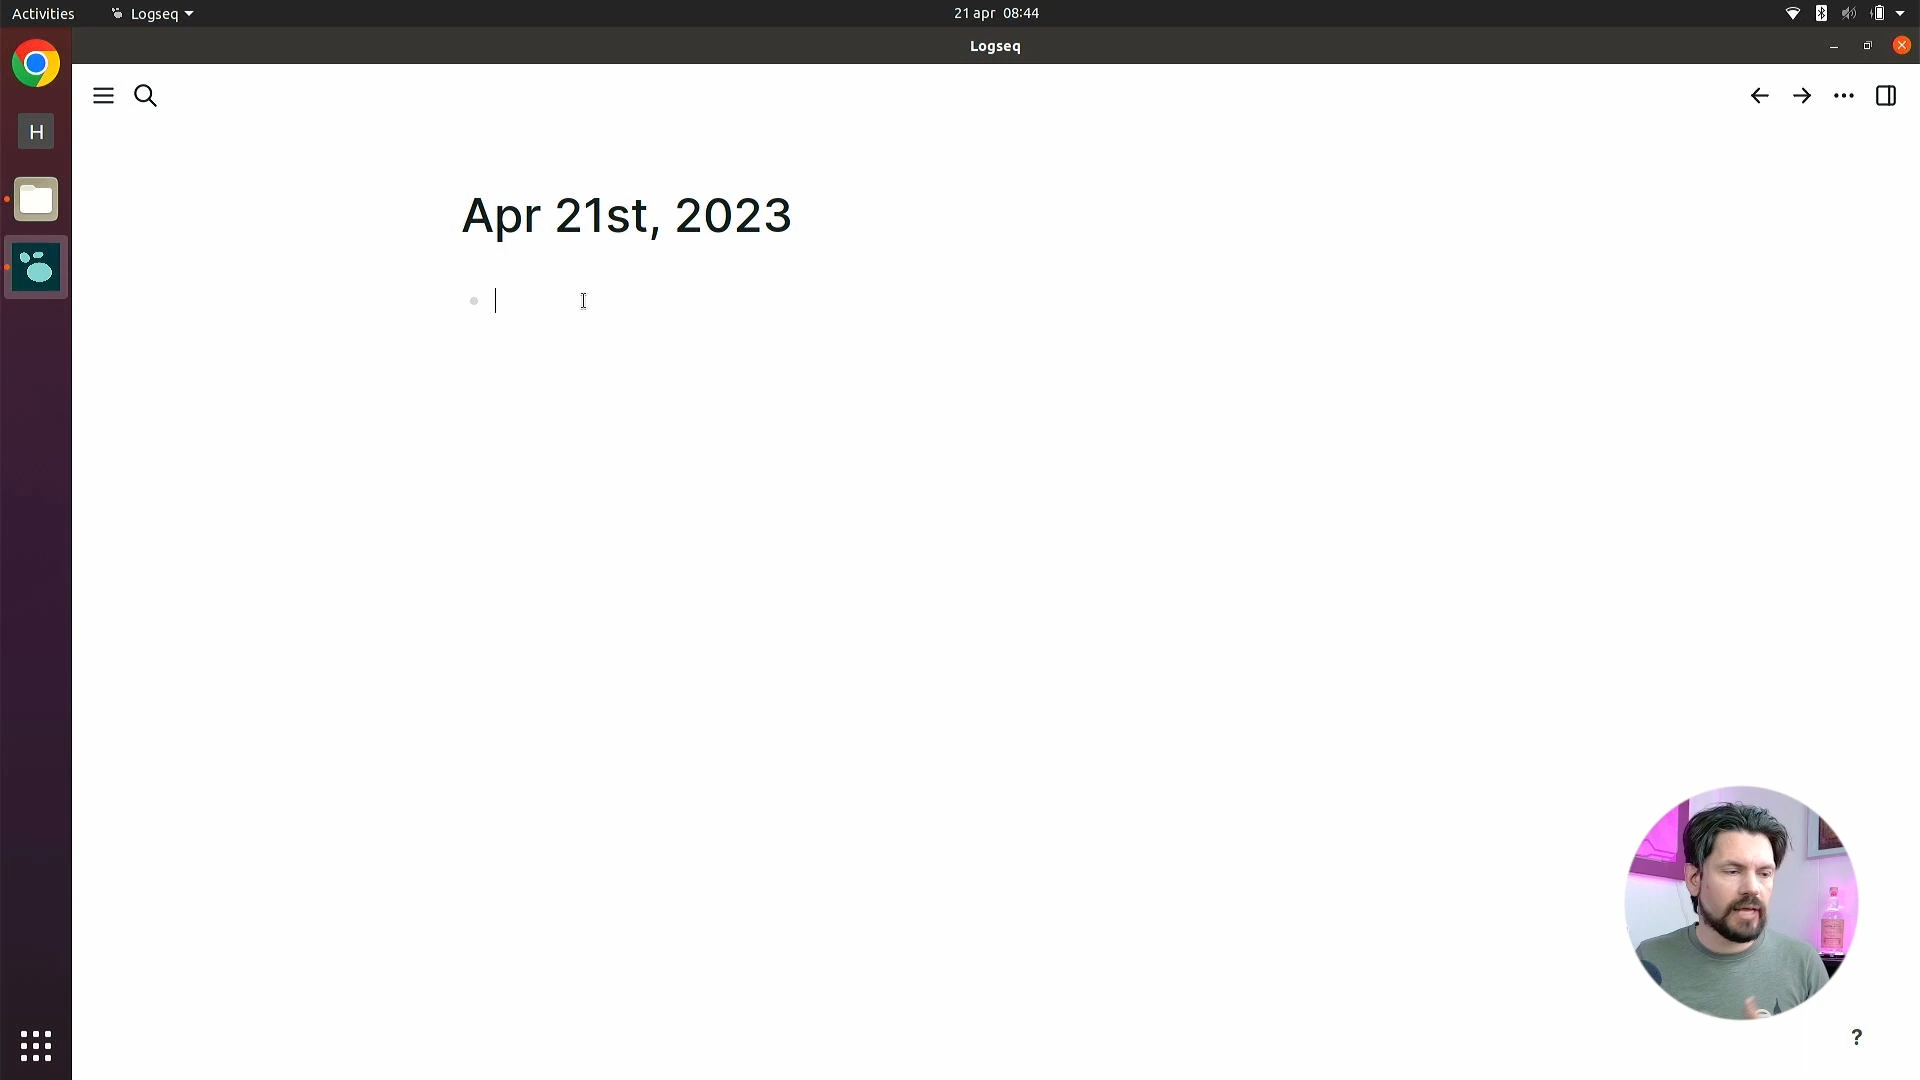 Activities
Logseq
21 apr 08:44
Logseq
H
Apr 21st, 2023
?